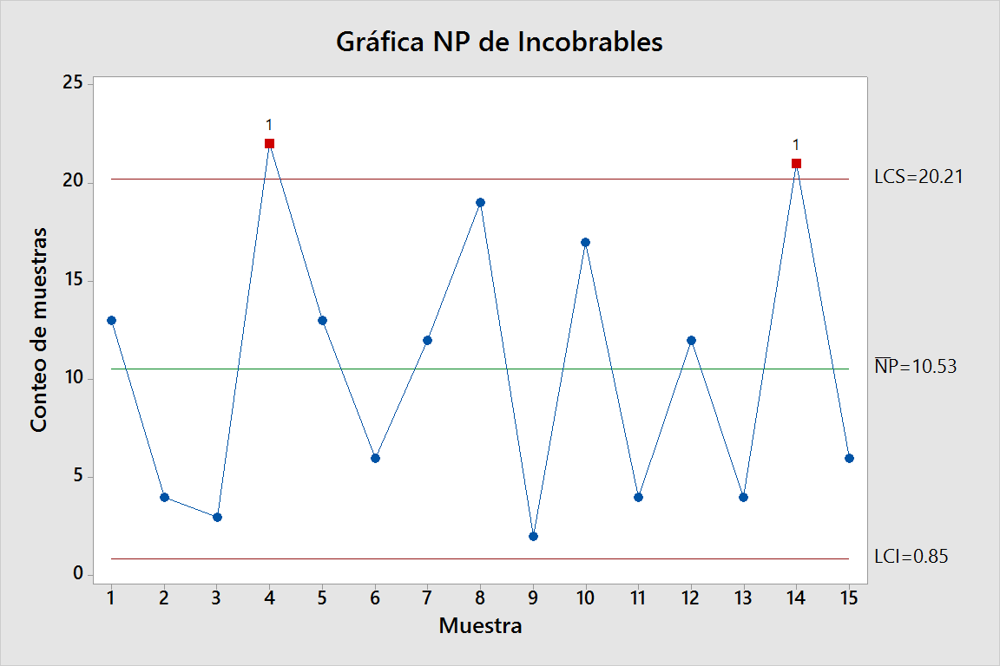 Gráfica NP de Incobrables
25
20
15
10
5
0
Conteo de muestras
1
1
LCS=20.21
N̅P̅=10.53
LCI=0.85
1 2 3 4 5 6 7 8 9 10 11 12 13 14 15
Muestra